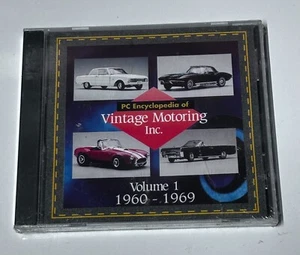 PC Encyclopedia of
Vintage Motoring
Inc.
Volume 1
1960 - 1969